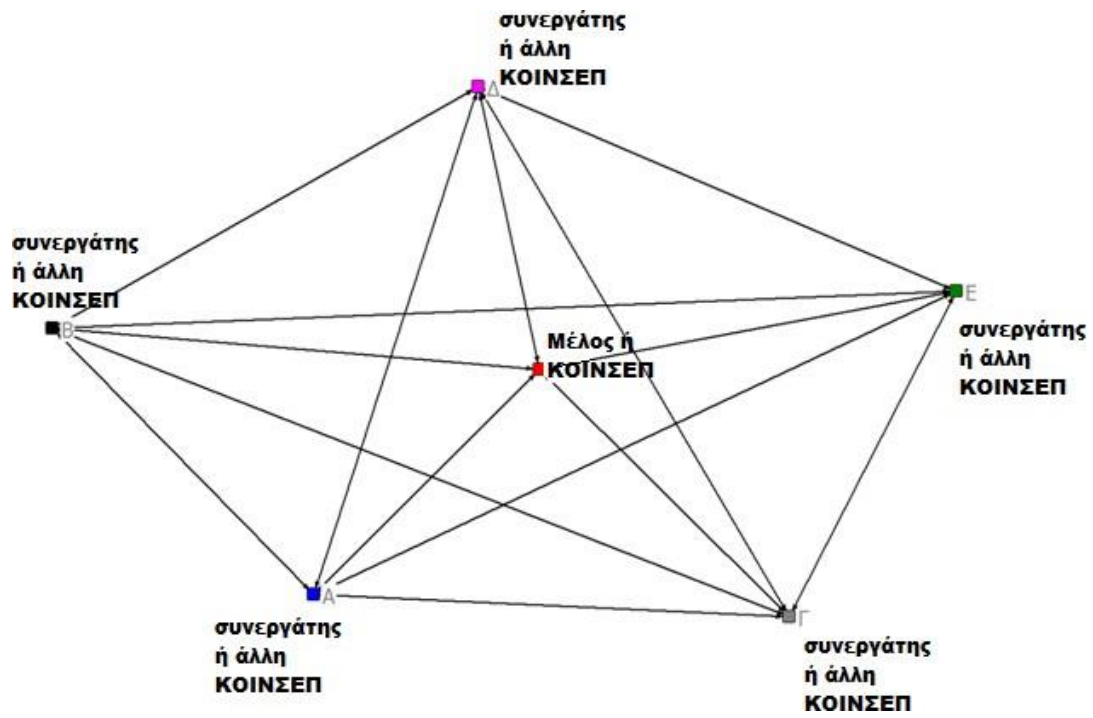 συνεργάτης
ή άλλη
ΚΟΙΝΣΕΠ
Δ
συνεργάτης
ή άλλη
ΚΟΙΝΣΕΠ
Β
Ε
συνεργάτης
ή άλλη
ΚΟΙΝΣΕΠ
Μέλος ή
ΚΟΙΝΣΕΠ
Α
συνεργάτης
ή άλλη
ΚΟΙΝΣΕΠ
Γ
συνεργάτης
ή άλλη
ΚΟΙΝΣΕΠ